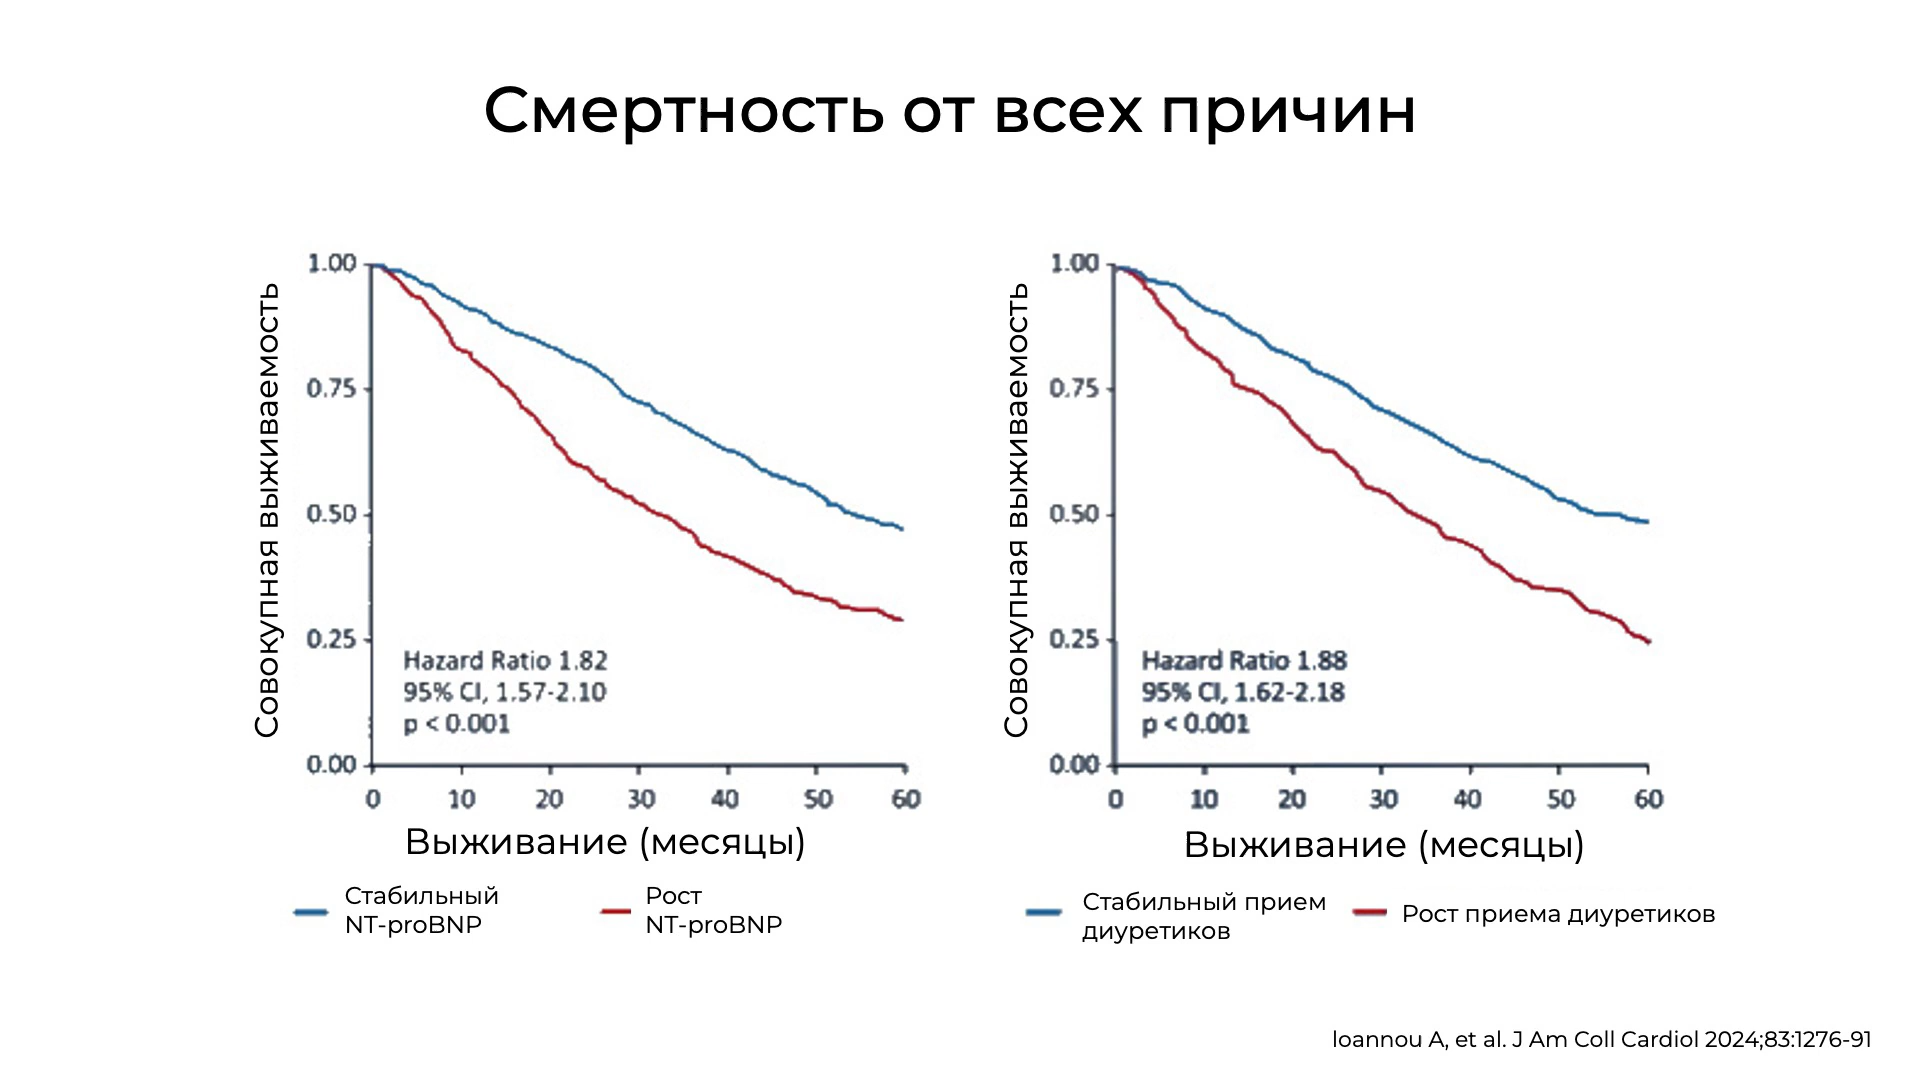 Смертность от всех причин
Совокупная выживаемость
1.00
0.75
0.50
0.25
0.00
Hazard Ratio 1.82
95% CI, 1.57-2.10
p < 0.001
0 10 20 30 40 50 60
Выживание (месяцы)
Стабильный
NT-proBNP
Рост
NT-proBNP
Совокупная выживаемость
1.00
0.75
0.50
0.25
0.00
Hazard Ratio 1.88
95% CI, 1.62-2.18
p < 0.001
0 10 20 30 40 50 60
Выживание (месяцы)
Стабильный прием
диуретиков
Рост приема диуретиков
Ioannou A, et al. J Am Coll Cardiol 2024;83:1276-91